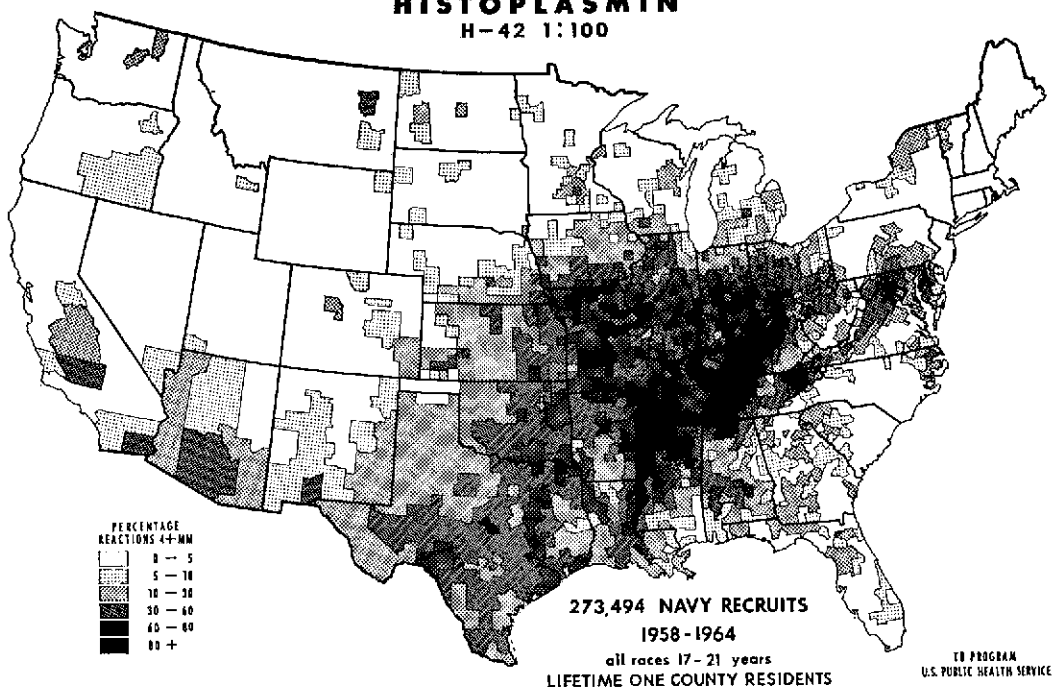 HISTOPLASMIN
H-42 1:100
PERCENTAGE
REACTIONS 4+MM
0 - 5
5 - 10
10 - 30
30 - 60
60 - 80
80 +
273,494 NAVY RECRUITS
1958-1964
all races 17-21 years
LIFETIME ONE COUNTY RESIDENTS
TB PROGRAM
U.S. PUBLIC HEALTH SERVICE